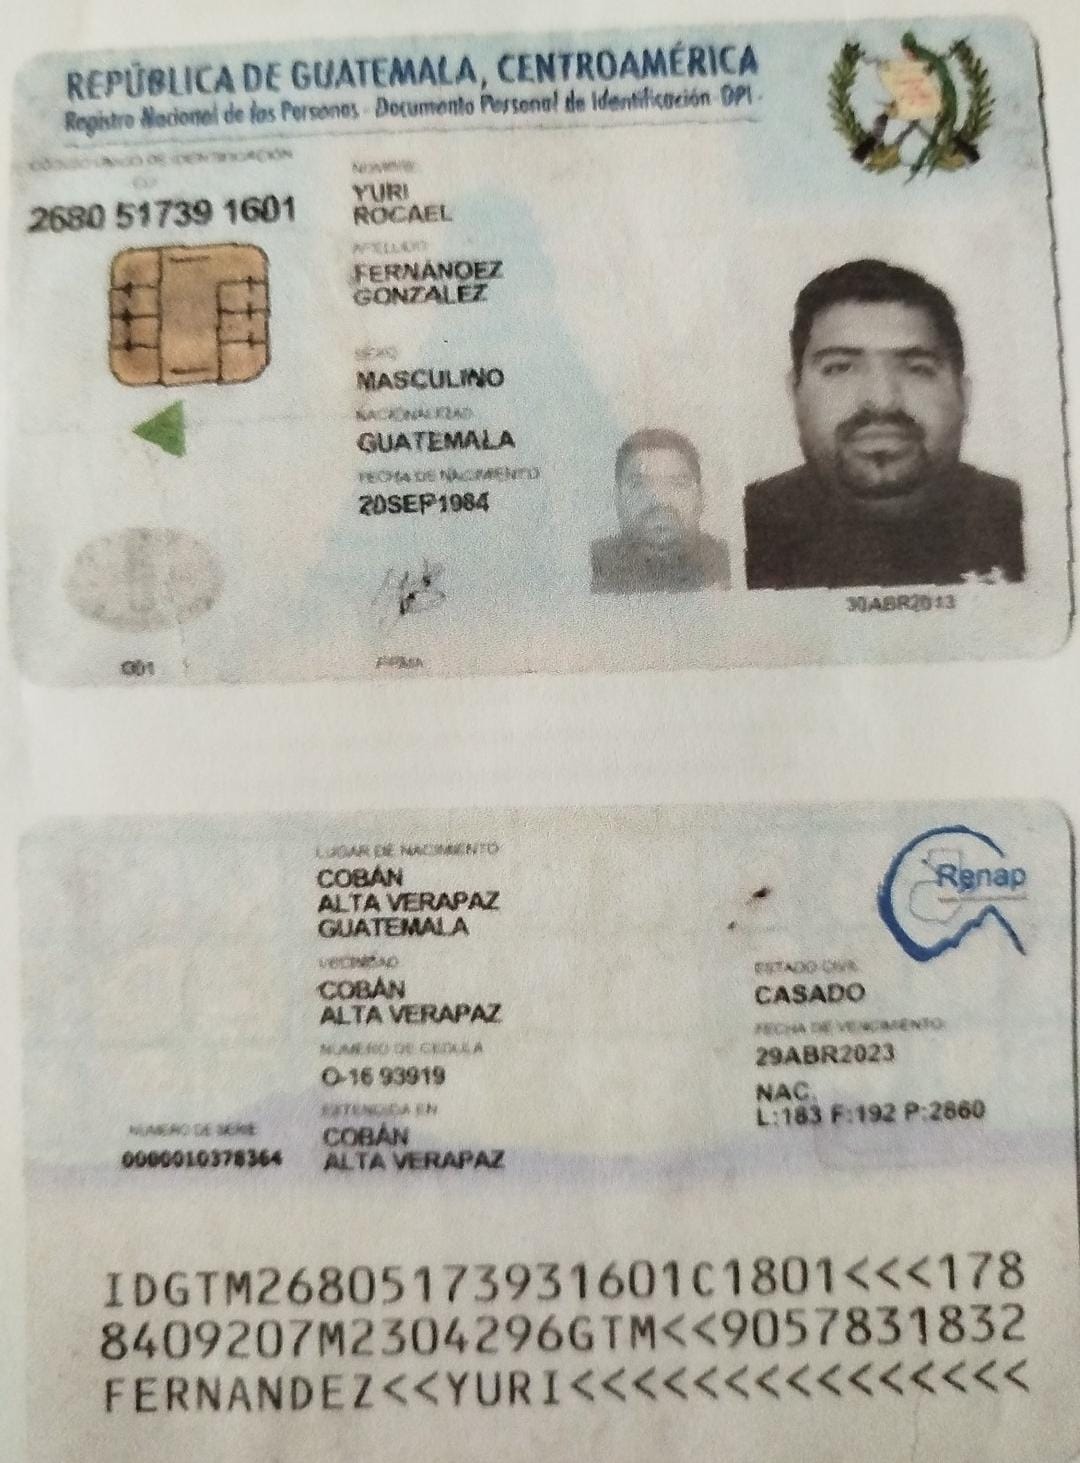 REPÚBLICA DE GUATEMALA, CENTROAMÉRICA
Registro Nacional de las Personas - Documento Personal de Identificación -DPI-
CÓDIGO ÚNICO DE IDENTIFICACIÓN
CUI
2680 51739 1601
NOMBRE
YURI
ROCAEL
APELLIDO
FERNÁNDEZ
GONZALEZ
SEXO
MASCULINO
NACIONALIDAD
GUATEMALA
FECHA DE NACIMIENTO
20SEP1984
30ABR2013
G01
FIRMA
LUGAR DE NACIMIENTO
COBÁN
ALTA VERAPAZ
GUATEMALA
VECINDAD
COBÁN
ALTA VERAPAZ
NUMERO DE CEDULA
O-16 93919
EXTENDIDA EN
COBÁN
ALTA VERAPAZ
NUMERO DE SERIE
0000010378364
Renap
ESTADO CIVIL
CASADO
FECHA DE VENCIMIENTO
29ABR2023
NAC.
L:183 F:192 P:2860
IDGTM26805173931601C1801<<<178
8409207M2304296GTM<<9057831832
FERNANDEZ<<YURI<<<<<<<<<<<<<<<